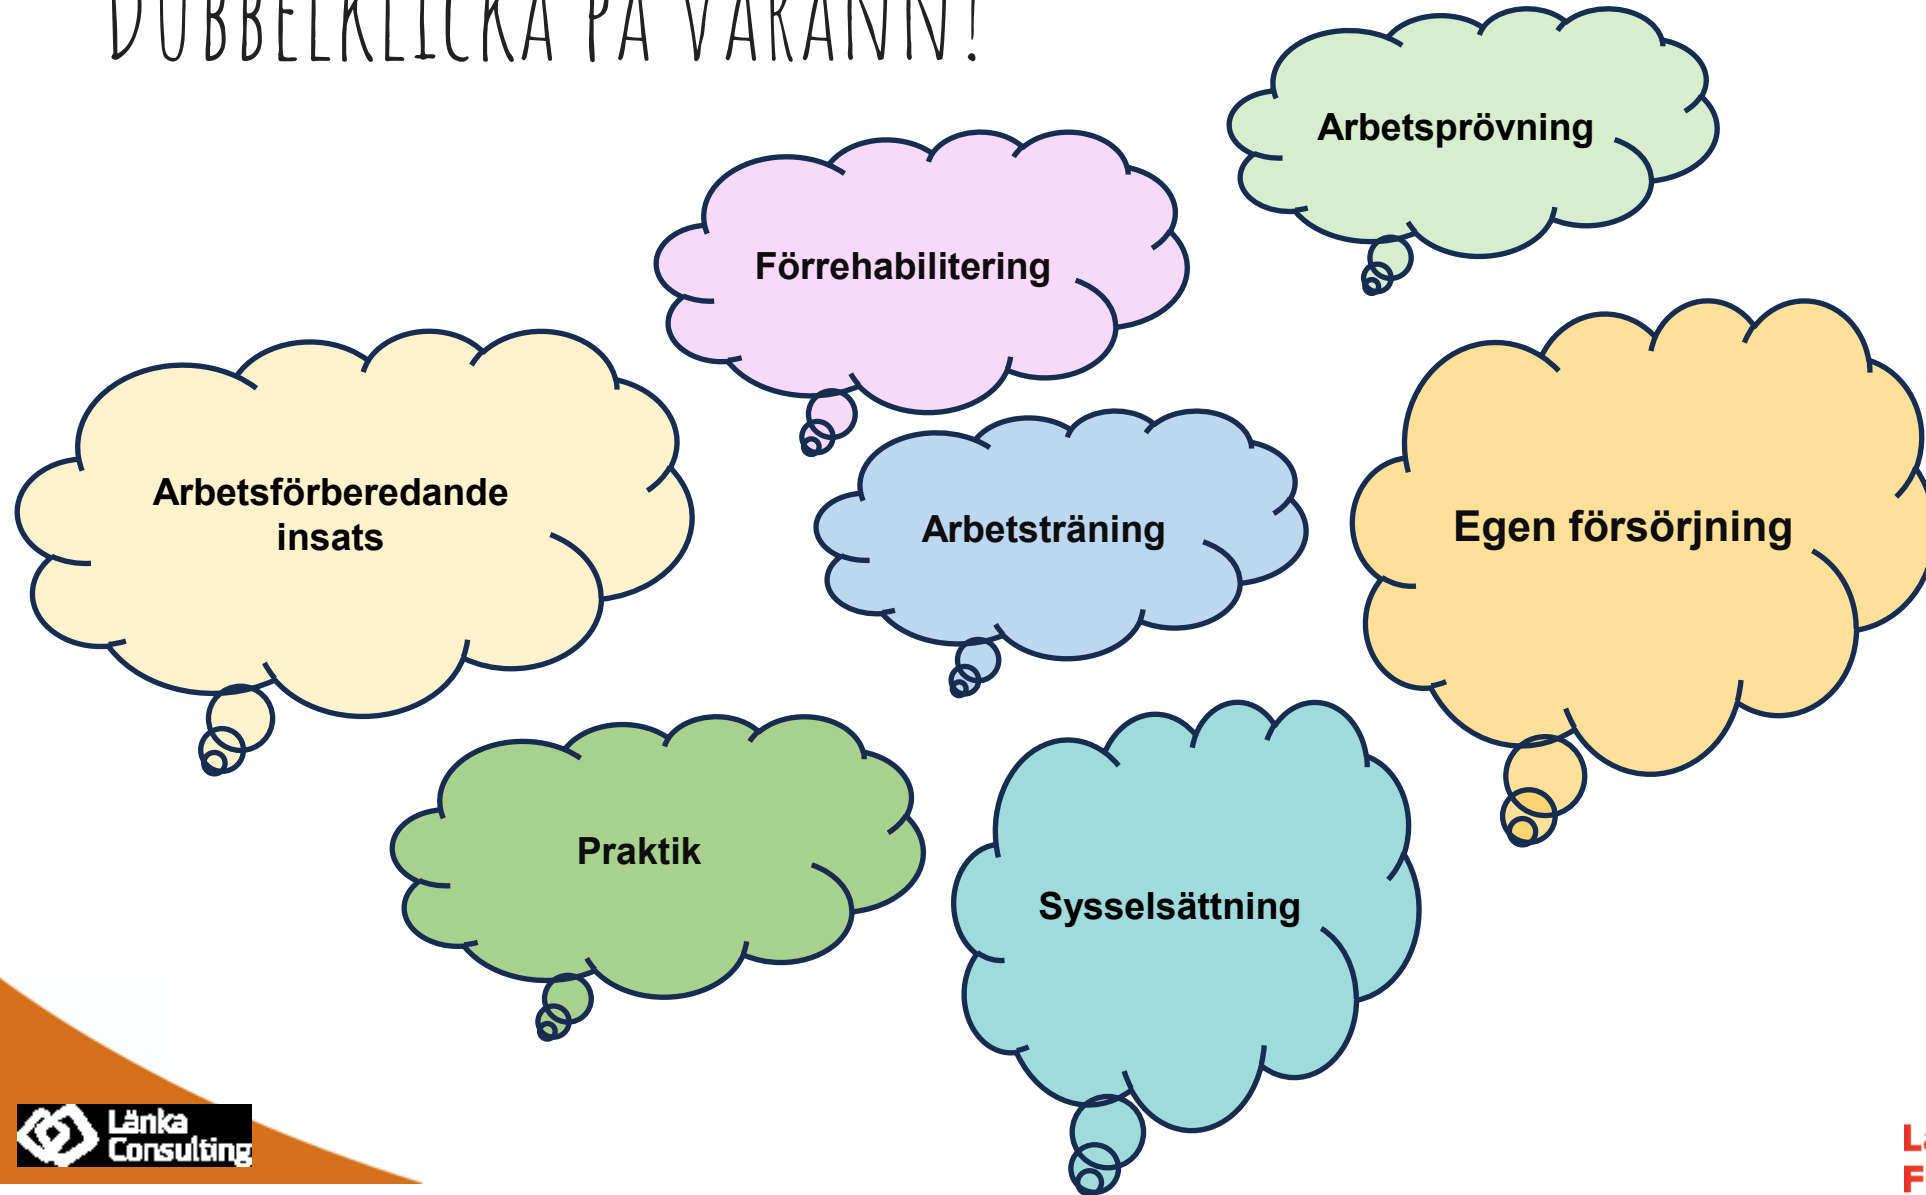 DUBBELKLICKA PÅ VARANN!
Arbetsprövning
Förrehabilitering
Arbetsförberedande
insats
Arbetsträning
Egen försörjning
Praktik
Sysselsättning
Länka
Consulting